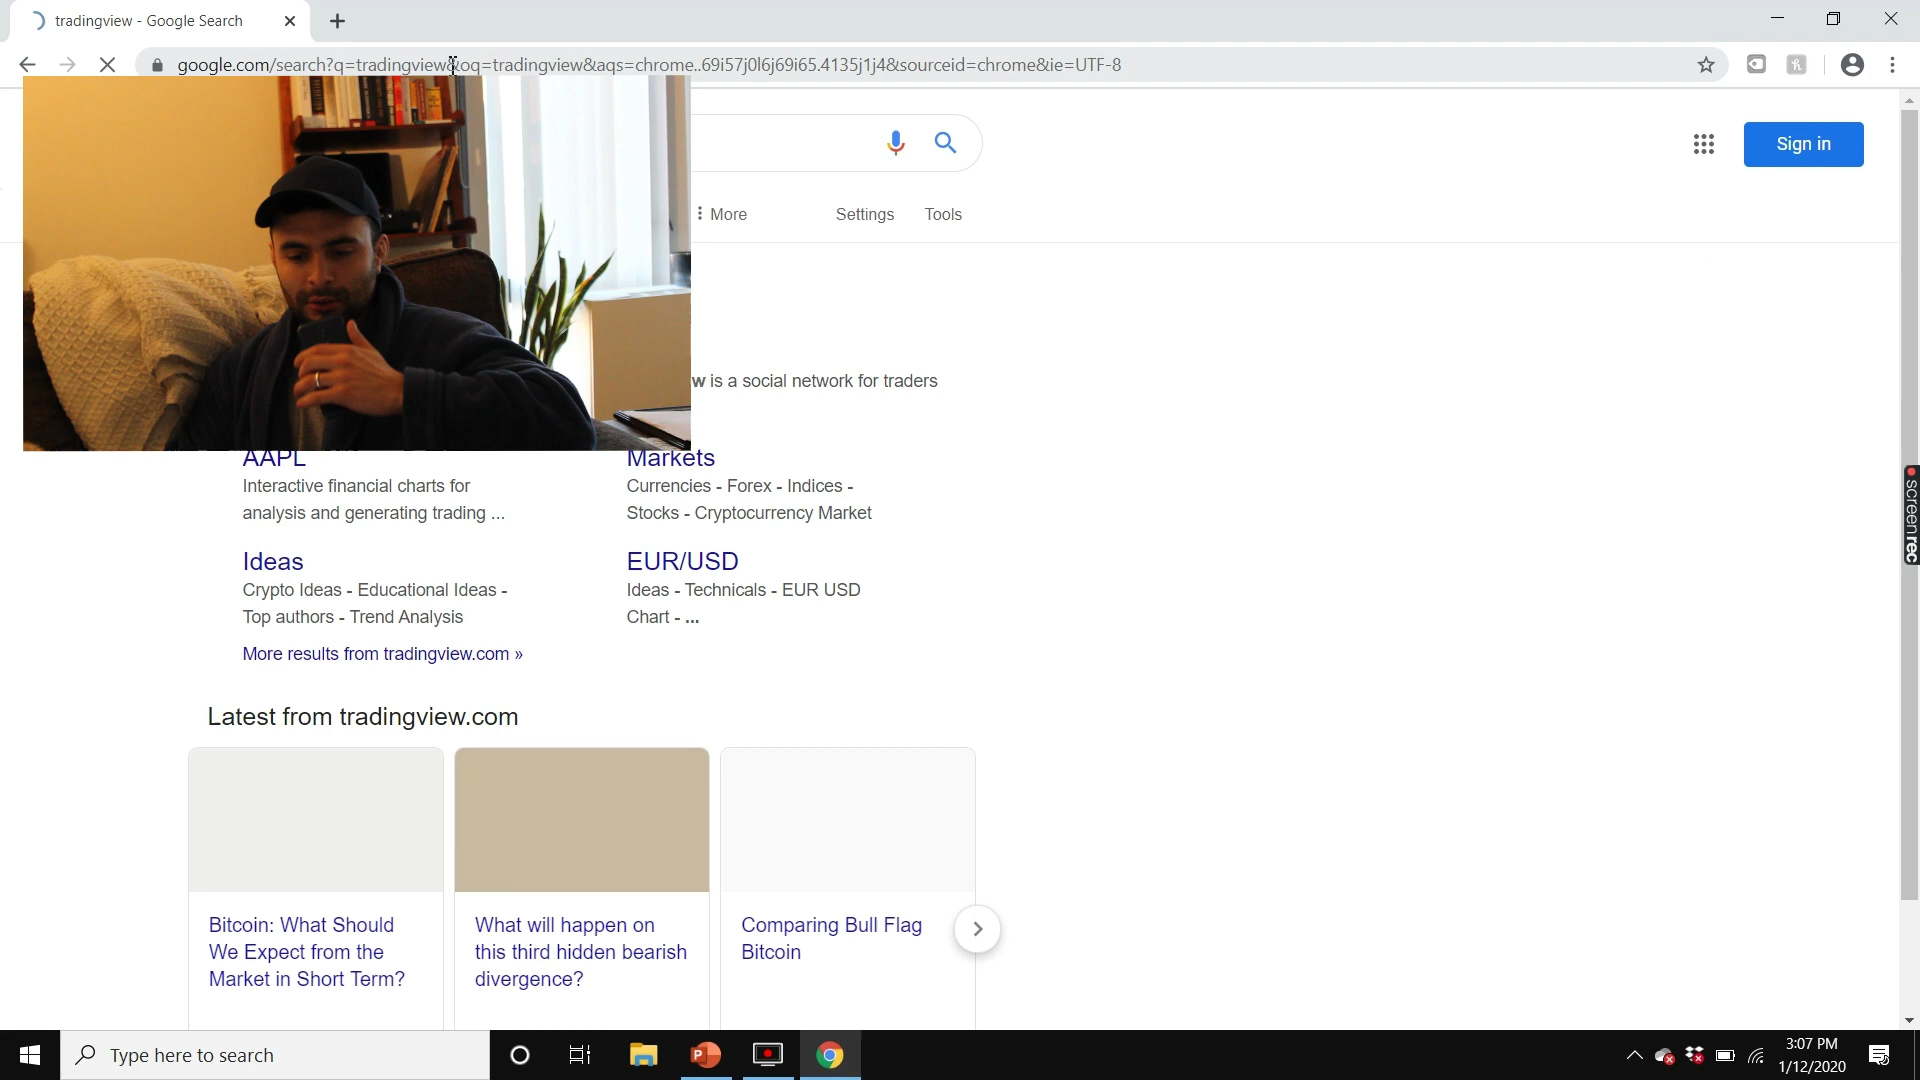 tradingview - Google Search
google.com/search?q=tradingview&oq=tradingview&aqs=chrome..69i57j0l6j69i65.4135j1j4&sourceid=chrome&ie=UTF-8
Sign in
More
Settings
Tools
w is a social network for traders
AAPL
Interactive financial charts for
analysis and generating trading ...
Markets
Currencies - Forex - Indices -
Stocks - Cryptocurrency Market
Ideas
Crypto Ideas - Educational Ideas -
Top authors - Trend Analysis
EUR/USD
Ideas - Technicals - EUR USD
Chart - ...
More results from tradingview.com »
Latest from tradingview.com
Bitcoin: What Should
We Expect from the
Market in Short Term?
What will happen on
this third hidden bearish
divergence?
Comparing Bull Flag
Bitcoin
screenrec
Type here to search
3:07 PM
1/12/2020